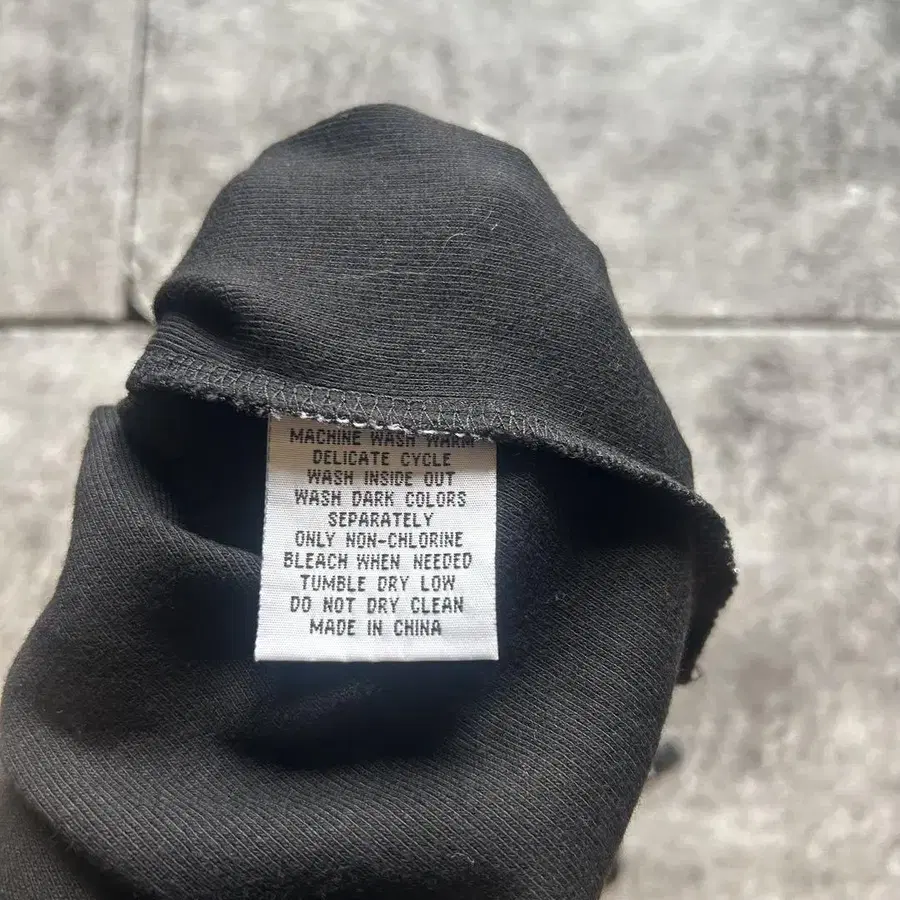 MACHINE WASH WARM
DELICATE CYCLE
WASH INSIDE OUT
WASH DARK COLORS
SEPARATELY
ONLY NON-CHLORINE
BLEACH WHEN NEEDED
TUMBLE DRY LOW
DO NOT DRY CLEAN
MADE IN CHINA